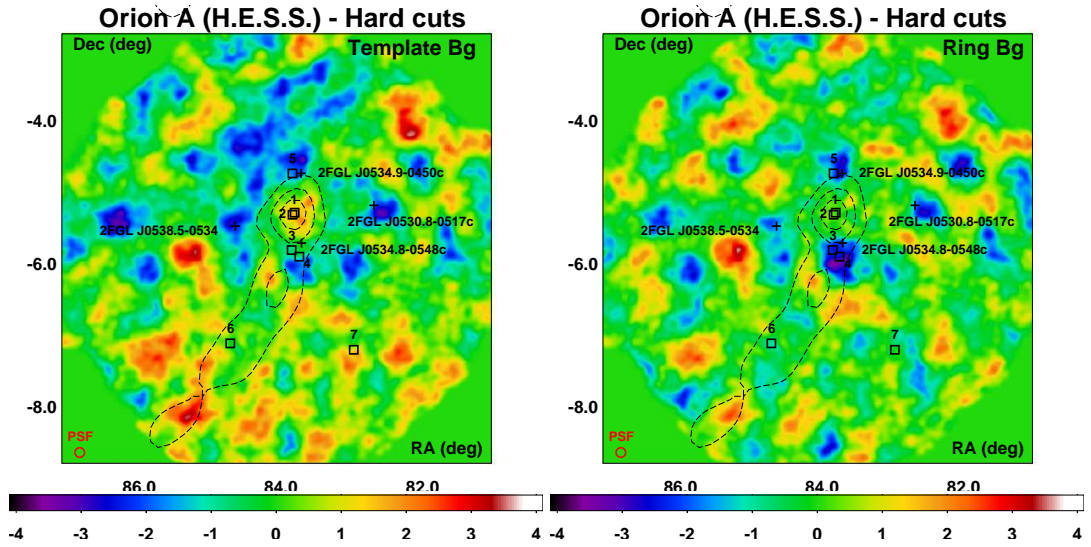 Orion A (H.E.S.S.) - Hard cuts
Dec (deg)
Template Bg
-4.0
5
2FGL J0534.9-0450c
1
2
2FGL J0530.8-0517c
2FGL J0538.5-0534
3
2FGL J0534.8-0548c
4
-6.0
6
7
-8.0
PSF
RA (deg)
86.0 84.0 82.0
-4 -3 -2 -1 0 1 2 3 4
Orion A (H.E.S.S.) - Hard cuts
Dec (deg)
Ring Bg
-4.0
5
2FGL J0534.9-0450c
1
2
2FGL J0530.8-0517c
2FGL J0538.5-0534
3
2FGL J0534.8-0548c
4
-6.0
6
7
-8.0
PSF
RA (deg)
86.0 84.0 82.0
-4 -3 -2 -1 0 1 2 3 4